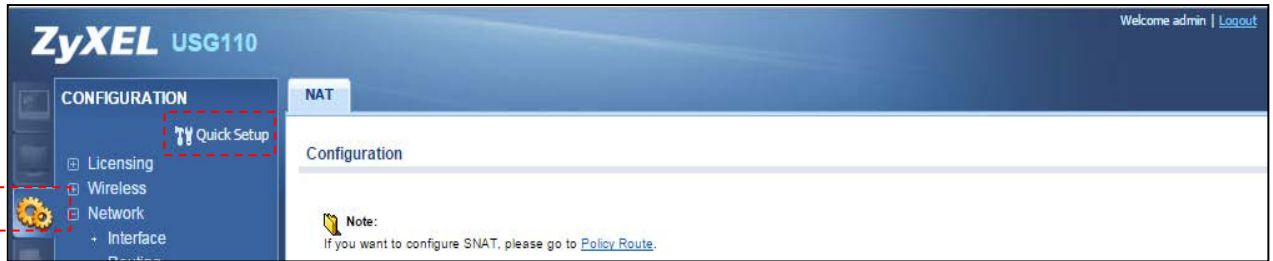 ZyXEL USG110
Welcome admin | Logout
CONFIGURATION
NAT
Quick Setup
Configuration
Licensing
Wireless
Network
Interface
Note:
If you want to configure SNAT, please go to Policy Route.